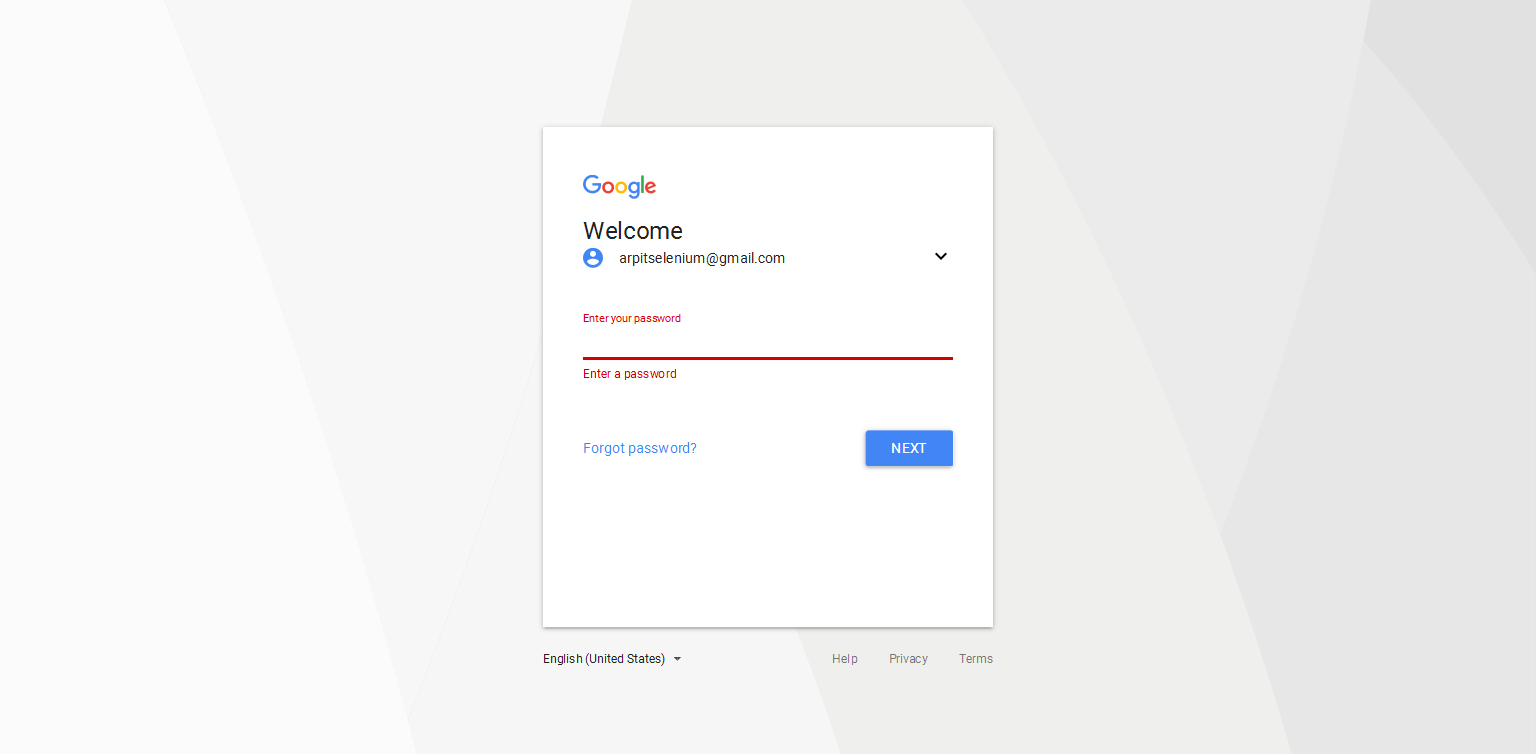 Google
Welcome
arpitselenium@gmail.com
Enter your password
Enter a password
Forgot password?
NEXT
English (United States)
Help
Privacy
Terms